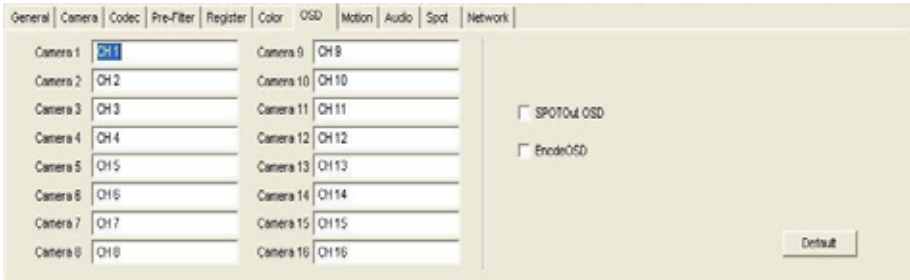 General Camera Codec Pre-Filter Register Color OSD Motion Audio Spot Network
Camera 1 CH 1 Camera 9 CH 9
Camera 2 CH 2 Camera 10 CH 10
Camera 3 CH 3 Camera 11 CH 11
Camera 4 CH 4 Camera 12 CH 12
Camera 5 CH 5 Camera 13 CH 13
Camera 6 CH 6 Camera 14 CH 14
Camera 7 CH 7 Camera 15 CH 15
Camera 8 CH 8 Camera 16 CH 16
SPOTOut OSD
EncodeOSD
Default